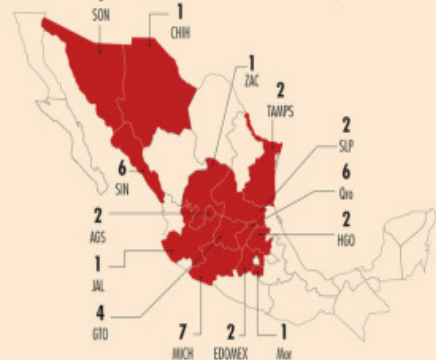 SON
1
CHIH
1
ZAC
2
TAMPS
2
SLP
6
SIN
6
Qro
2
AGS
2
HGO
1
JAL
4
GTO
7
MICH
2
EDOMEX
1
Mor